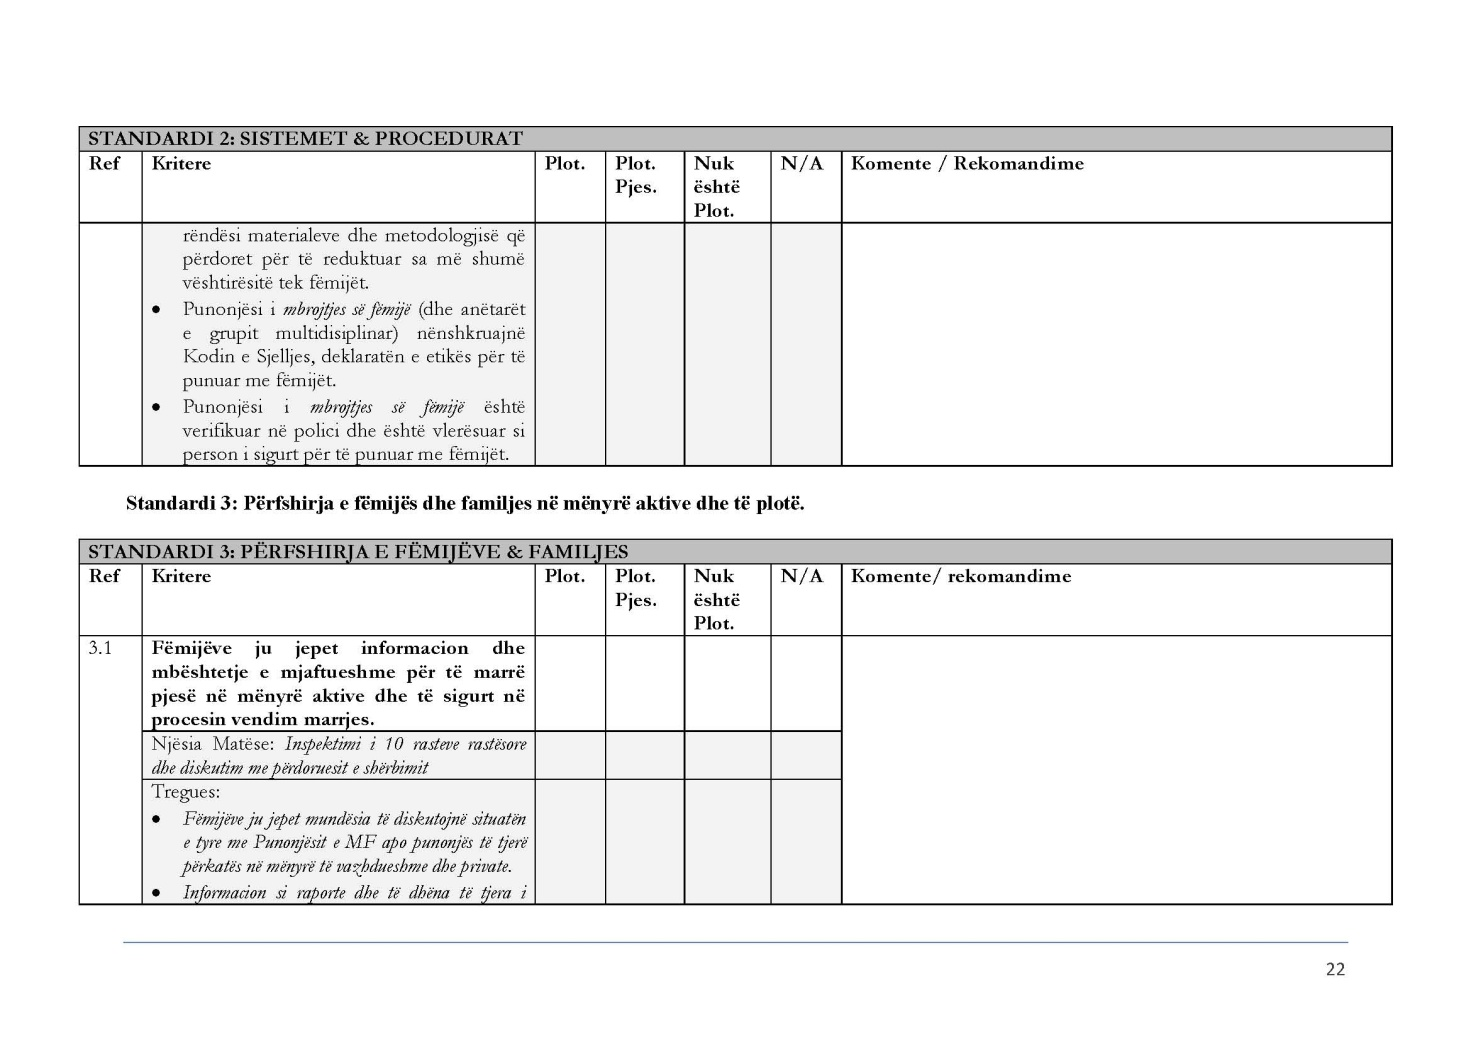 STANDARDI 2: SISTEMET & PROCEDURAT
Ref Kritere Plot. Plot. Nuk N/A Komente / Rekomandime
Pjes. është
Plot.
rëndësi materialeve dhe metodologjisë që
përdoret për të reduktuar sa më shumë
vështirësitë tek fëmijët.
• Punonjësi i mbrojtjes së fëmijë (dhe anëtarët
e grupit multidisiplinar) nënshkruajnë
Kodin e Sjelljes, deklaratën e etikës për të
punuar me fëmijët.
• Punonjësi i mbrojtjes së fëmijë është
verifikuar në polici dhe është vlerësuar si
person i sigurt për të punuar me fëmijët.
Standardi 3: Përfshirja e fëmijës dhe familjes në mënyrë aktive dhe të plotë.
STANDARDI 3: PËRFSHIRJA E FËMIJËVE & FAMILJES
Ref Kritere Plot. Plot. Nuk N/A Komente/ rekomandime
Pjes. është
Plot.
3.1 Fëmijëve ju jepet informacion dhe
mbështetje e mjaftueshme për të marrë
pjesë në mënyrë aktive dhe të sigurt në
procesin vendim marrjes.
Njësia Matëse: Inspektimi i 10 rasteve rastësore
dhe diskutim me përdoruesit e shërbimit
Tregues:
• Fëmijëve ju jepet mundësia të diskutojnë situatën
e tyre me Punonjësit e MF apo punonjës të tjerë
përkatës në mënyrë të vazhdueshme dhe private.
• Informacion si raporte dhe të dhëna të tjera i
22